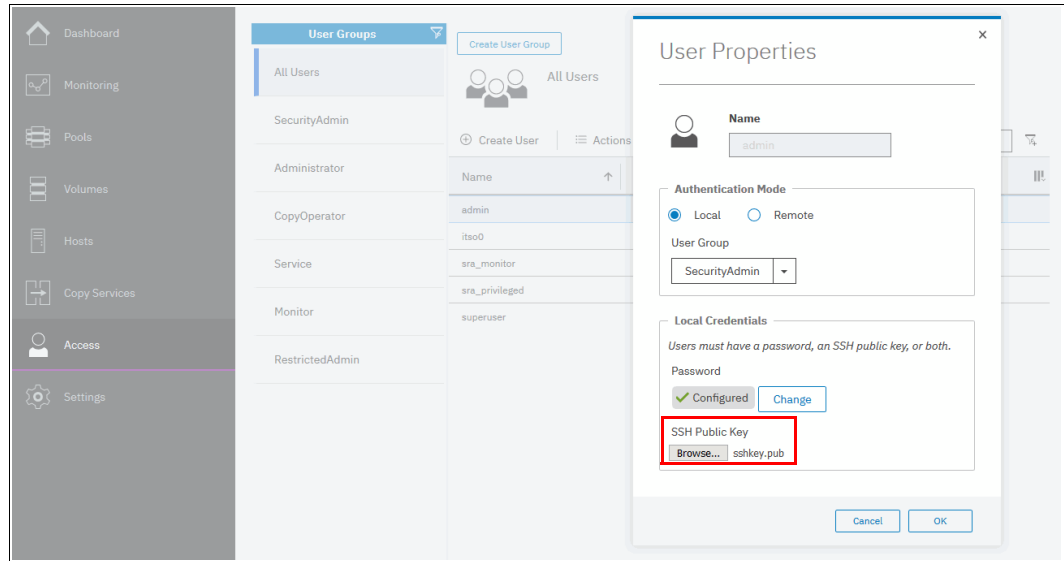 Dashboard
Monitoring
Pools
Volumes
Hosts
Copy Services
Access
Settings
User Groups
All Users
SecurityAdmin
Administrator
CopyOperator
Service
Monitor
RestrictedAdmin
Create User Group
All Users
Create User
Actions
Name
admin
itso0
sra_monitor
sra_privileged
superuser
User Properties
Name
admin
Authentication Mode
Local Remote
User Group
SecurityAdmin
Local Credentials
Users must have a password, an SSH public key, or both.
Password
Configured Change
SSH Public Key
Browse... sshkey.pub
Cancel OK